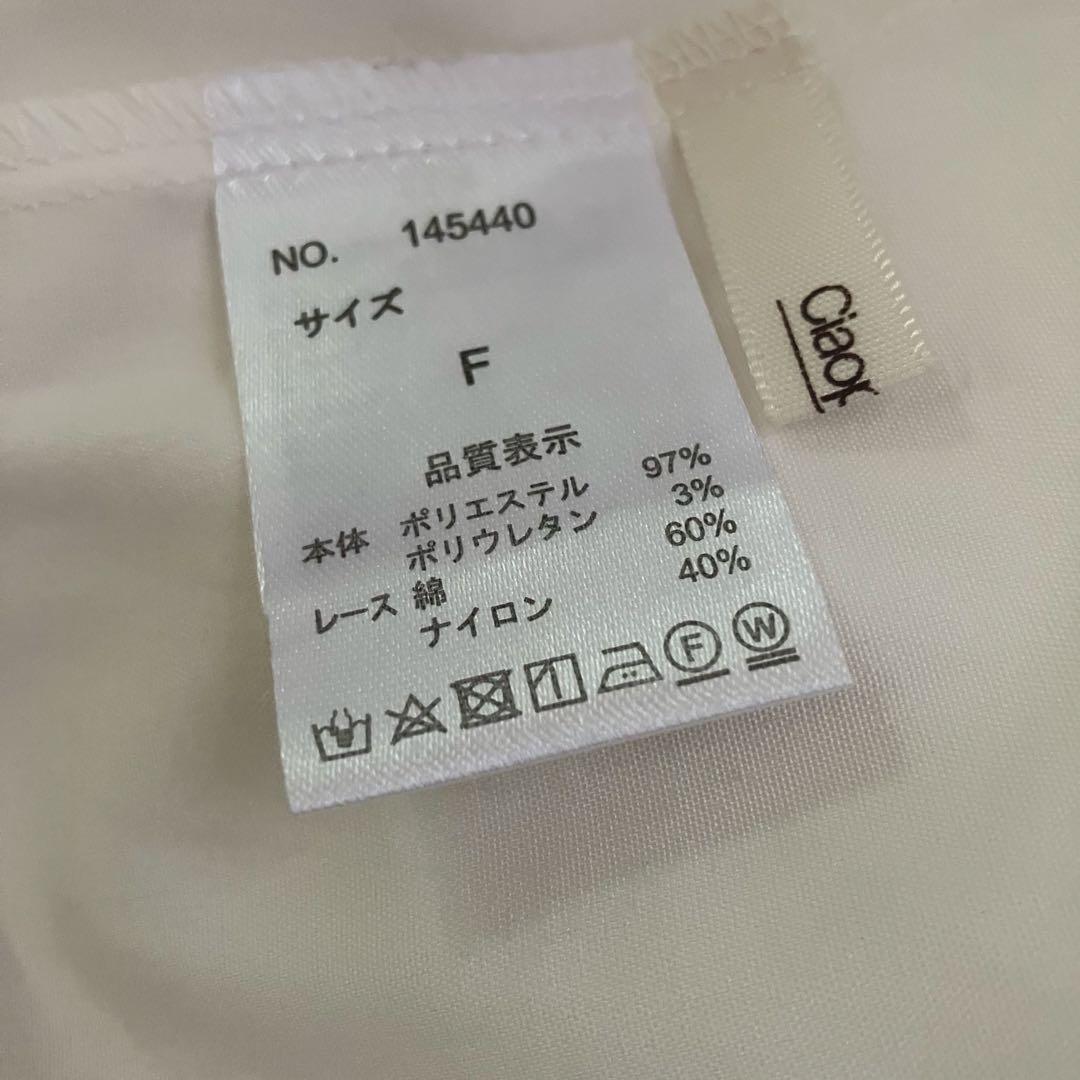 NO. 145440
サイズ
F
品質表示
本体 ポリエステル 97%
ポリウレタン 3%
レース 綿 60%
ナイロン 40%
F W
Ciaor